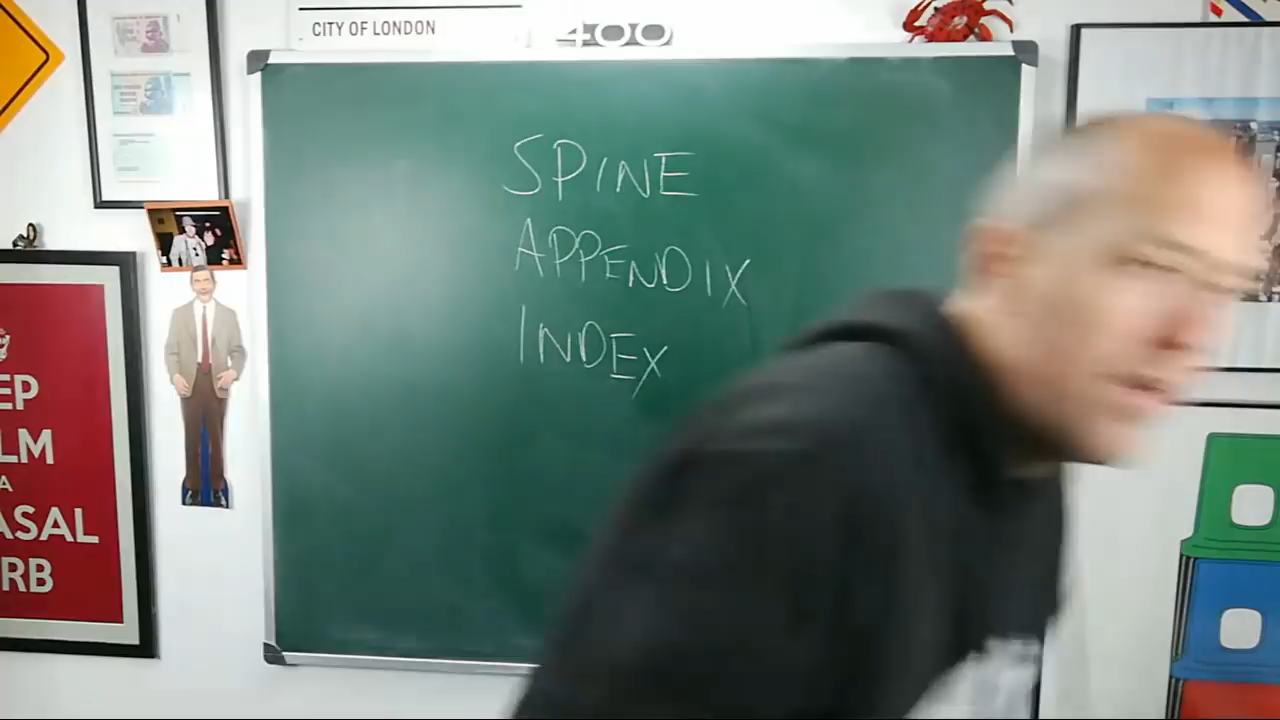 CITY OF LONDON
400
SPINE
APPENDIX
INDEX
EP
LM
A
ASAL
RB